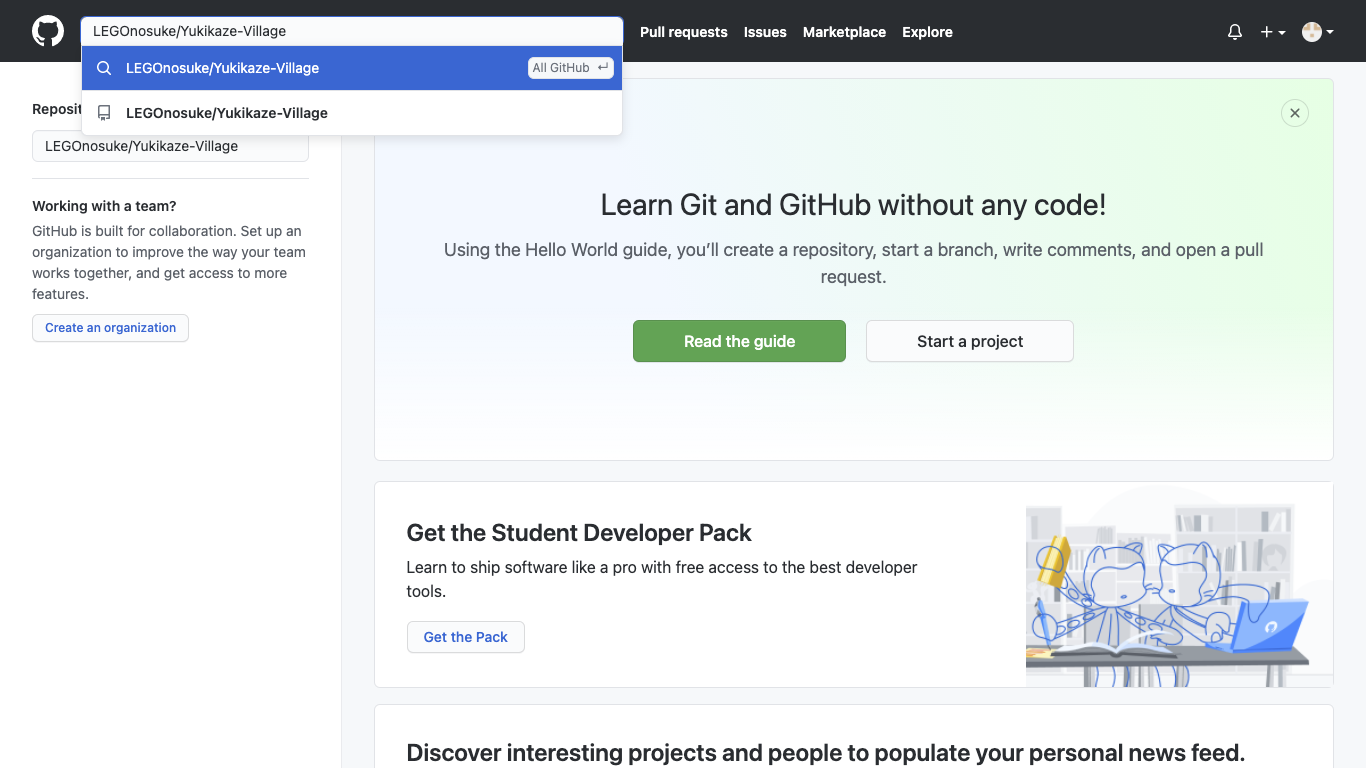 LEGOnosuke/Yukikaze-Village
Pull requests
Issues
Marketplace
Explore
LEGOnosuke/Yukikaze-Village
All GitHub
LEGOnosuke/Yukikaze-Village
LEGOnosuke/Yukikaze-Village
Working with a team?
GitHub is built for collaboration. Set up an
organization to improve the way your team
works together, and get access to more
features.
Create an organization
Learn Git and GitHub without any code!
Using the Hello World guide, you’ll create a repository, start a branch, write comments, and open a pull
request.
Read the guide
Start a project
Get the Student Developer Pack
Learn to ship software like a pro with free access to the best developer
tools.
Get the Pack
Discover interesting projects and people to populate your personal news feed.